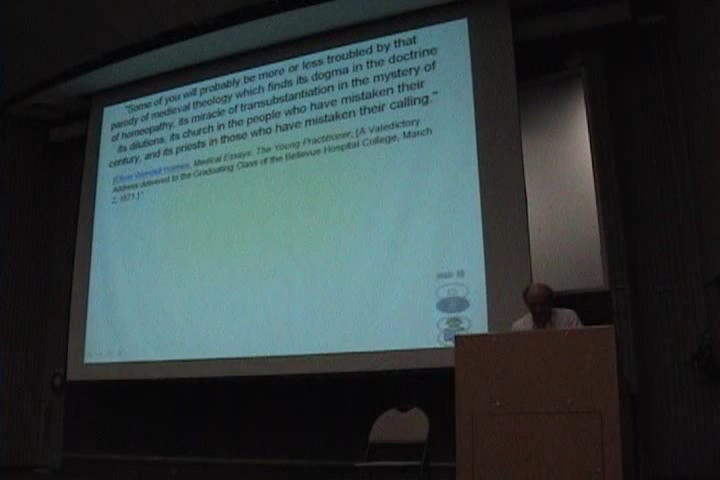 "Some of you will probably be more or less troubled by that
parody of medieval theology which finds its dogma in the doctrine
of homeopathy, its miracle of transubstantiation in the mystery of
its dilutions, its church in the people who have mistaken their
century, and its priests in those who have mistaken their calling."
[Oliver Wendell Holmes, Medical Essays: The Young Practitioner, [A Valedictory
Address delivered to the Graduating Class of the Bellevue Hospital College, March
2, 1871.]"